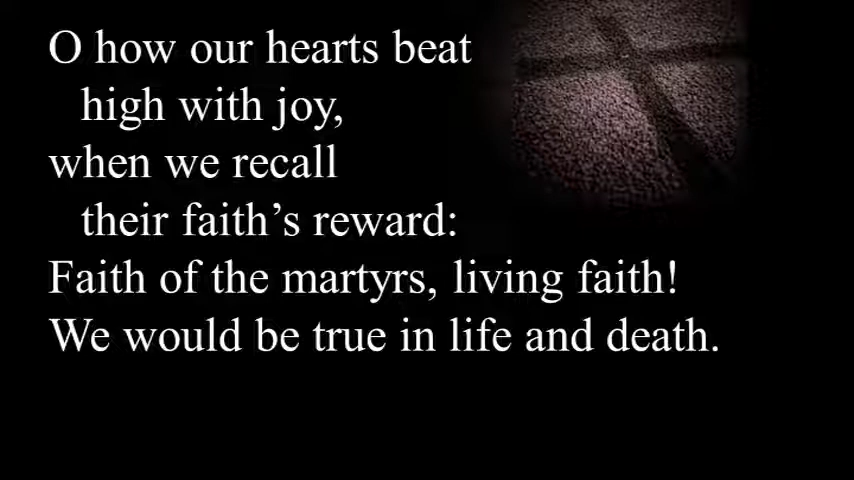 O how our hearts beat
high with joy,
when we recall
their faith’s reward:
Faith of the martyrs, living faith!
We would be true in life and death.